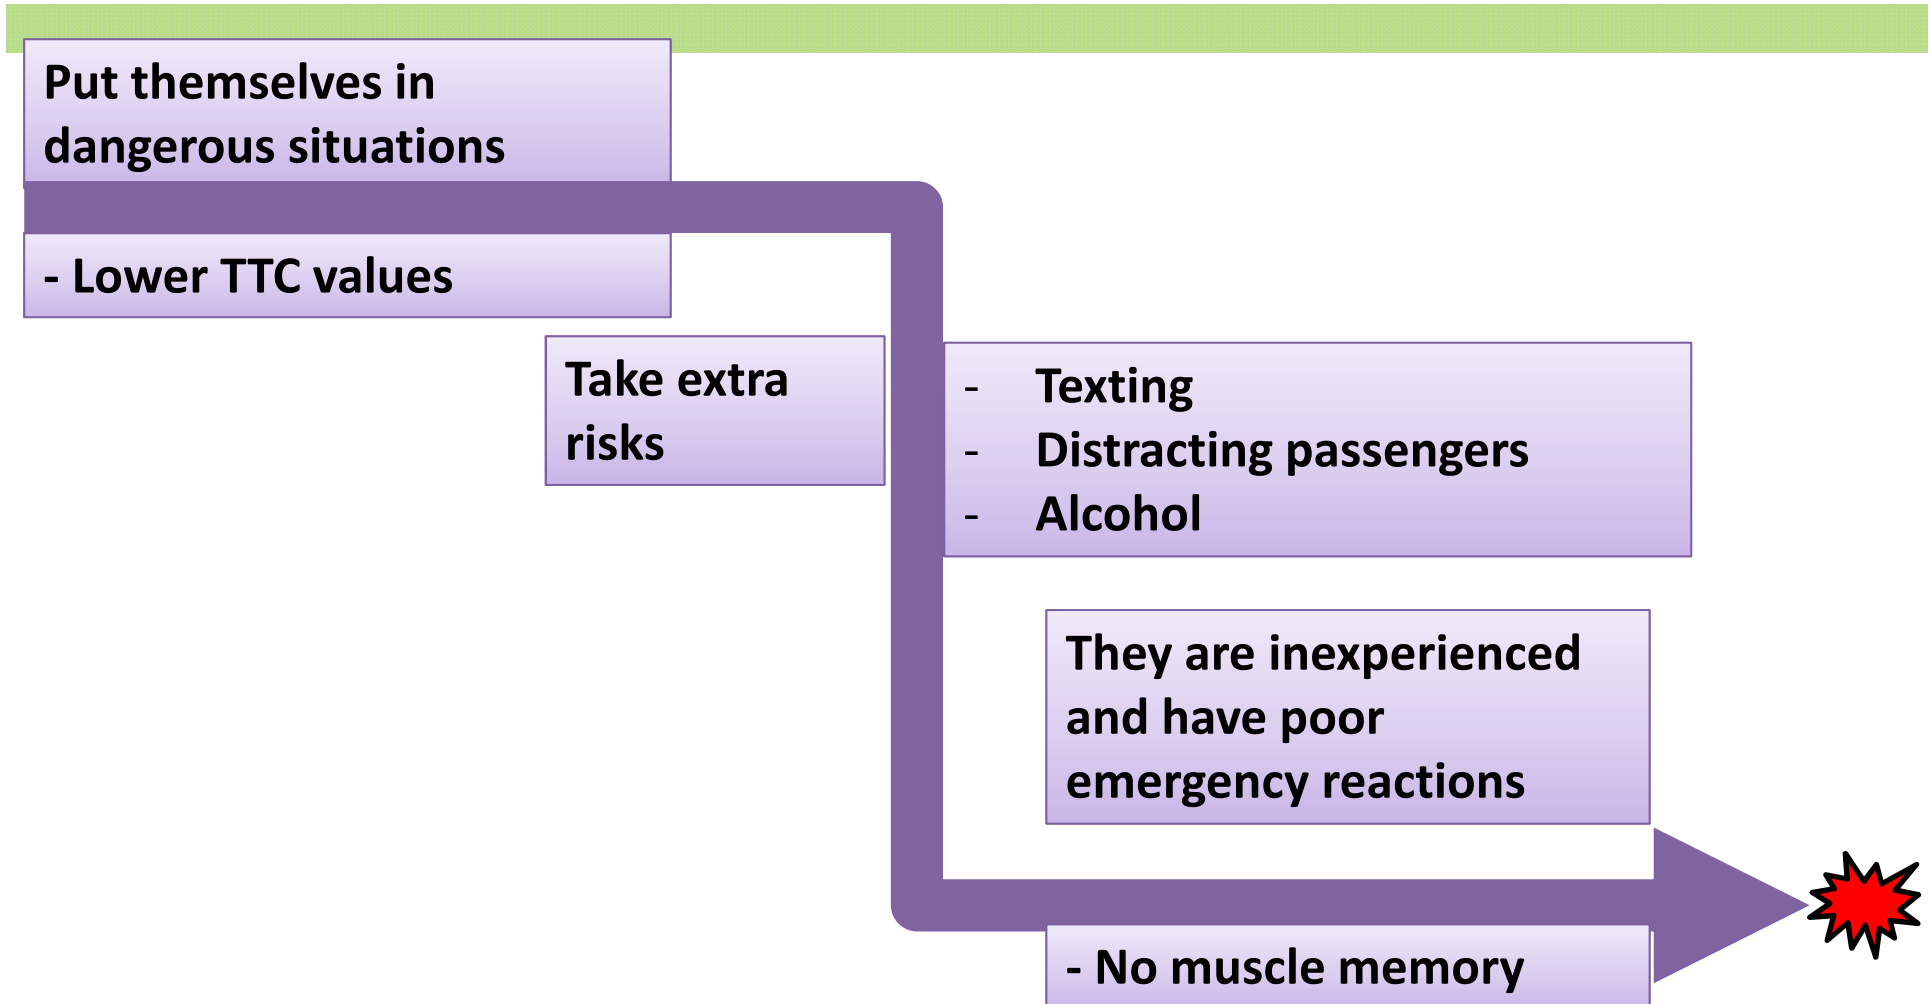 Put themselves in
dangerous situations
- Lower TTC values
Take extra
risks
- Texting
- Distracting passengers
- Alcohol
They are inexperienced
and have poor
emergency reactions
- No muscle memory